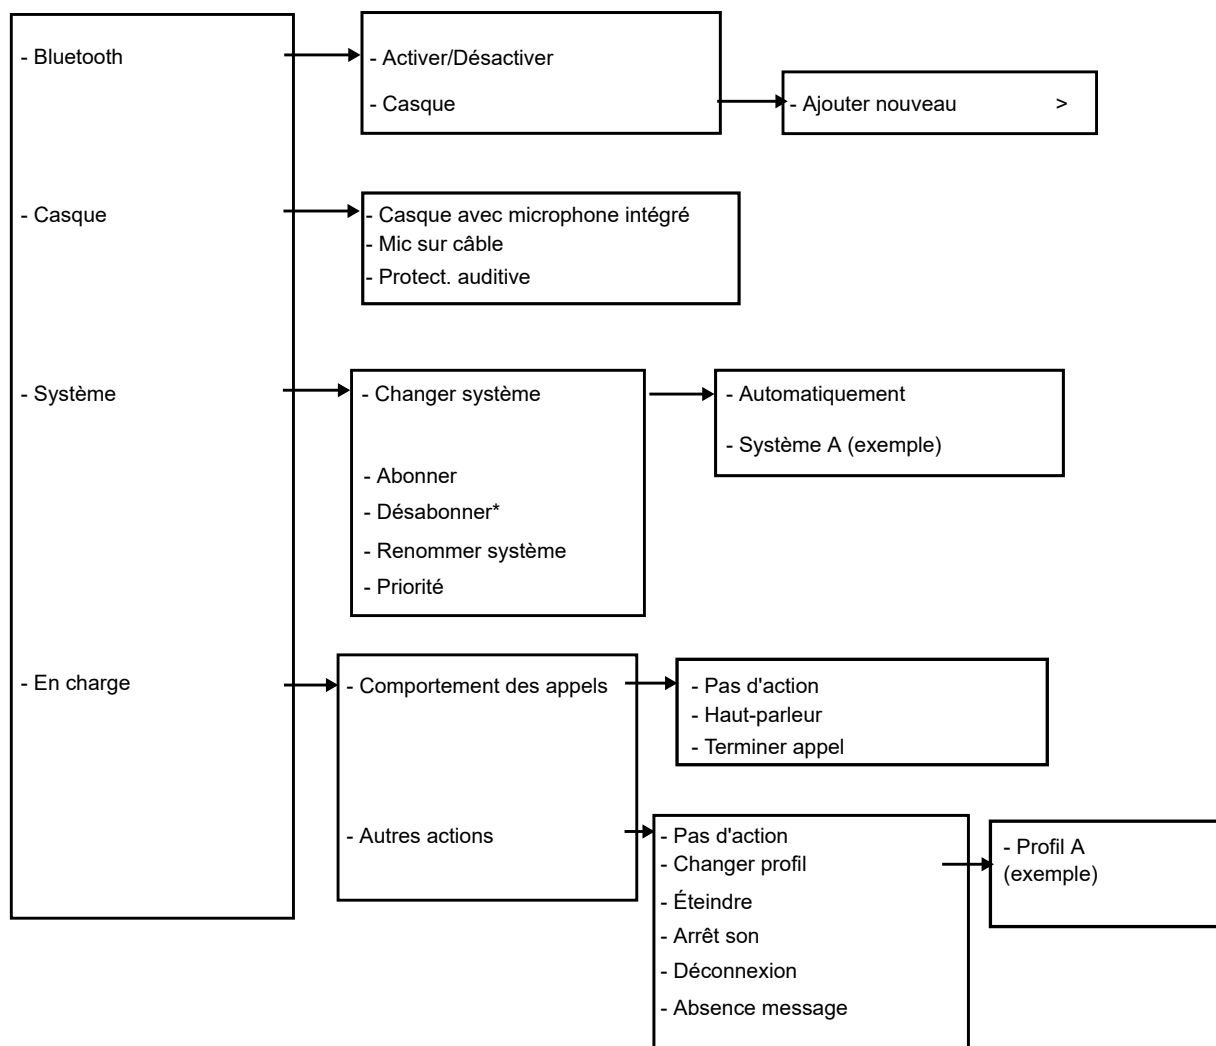 - Bluetooth
- Activer/Désactiver
- Casque
- Ajouter nouveau >
- Casque
- Casque avec microphone intégré
- Mic sur câble
- Protect. auditive
- Système
- Changer système
- Automatiquement
- Système A (exemple)
- Abonner
- Désabonner*
- Renommer système
- Priorité
- En charge
- Comportement des appels
- Pas d'action
- Haut-parleur
- Terminer appel
- Autres actions
- Pas d'action
- Changer profil
- Éteindre
- Arrêt son
- Déconnexion
- Absence message
- Profil A
(exemple)